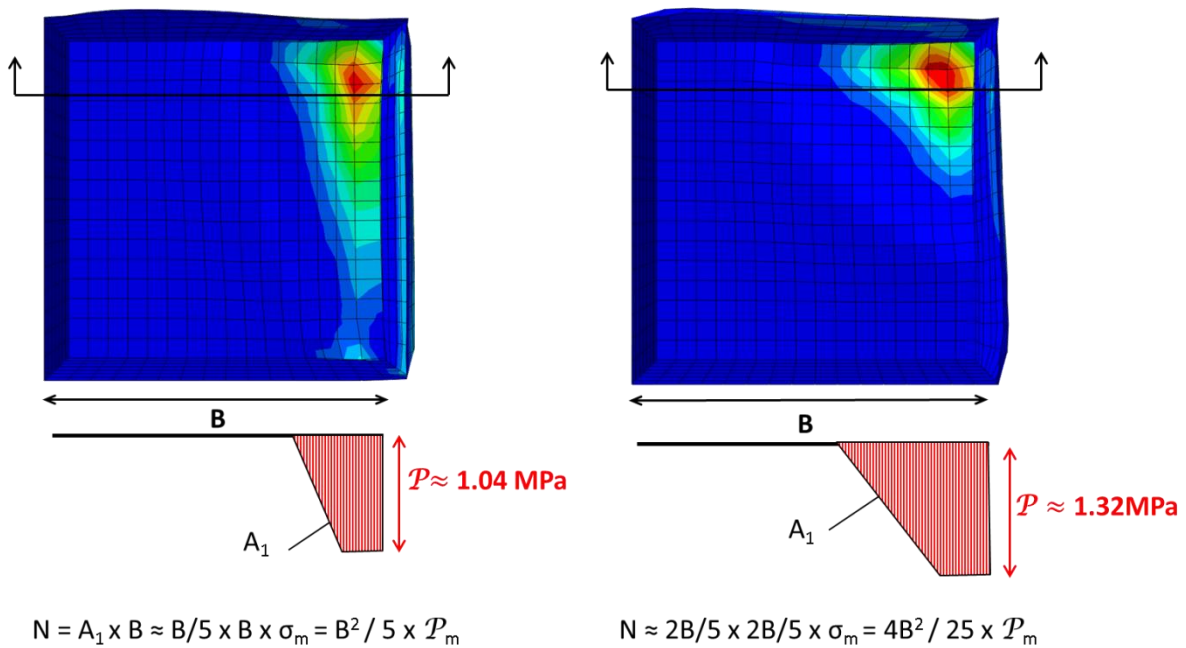 B
𝒫 ≈ 1.04 MPa
A₁
N = A₁ x B ≈ B/5 x B x σₘ = B² / 5 x 𝒫ₘ
B
𝒫 ≈ 1.32MPa
A₁
N ≈ 2B/5 x 2B/5 x σₘ = 4B² / 25 x 𝒫ₘ